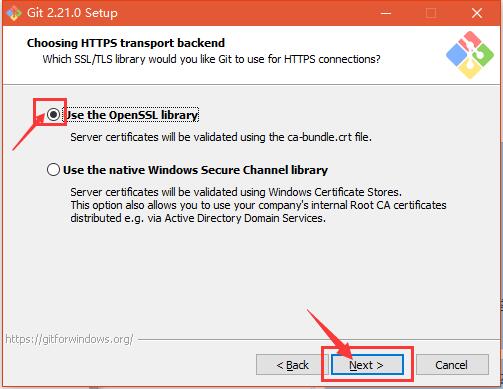 Git 2.21.0 Setup
Choosing HTTPS transport backend
Which SSL/TLS library would you like Git to use for HTTPS connections?
Use the OpenSSL library
Server certificates will be validated using the ca-bundle.crt file.
Use the native Windows Secure Channel library
Server certificates will be validated using Windows Certificate Stores.
This option also allows you to use your company's internal Root CA certificates
distributed e.g. via Active Directory Domain Services.
https://gitforwindows.org/
< Back
Next >
Cancel